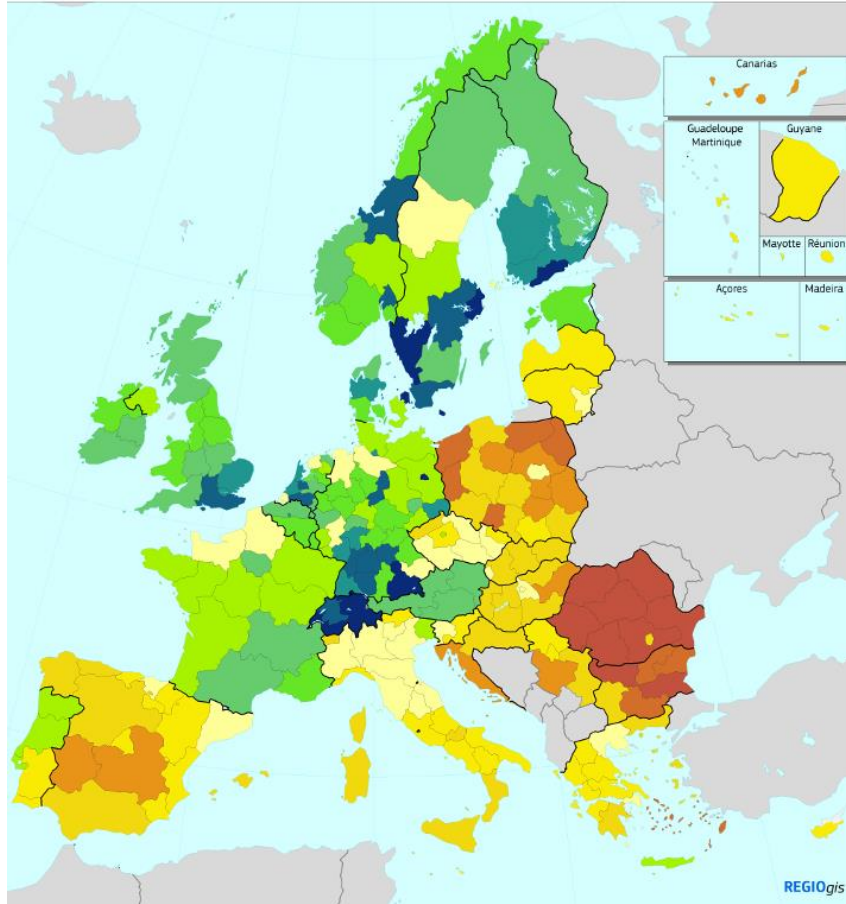 Canarias
Guadeloupe
Martinique
Guyane
Mayotte
Réunion
Açores
Madeira
REGIOgis